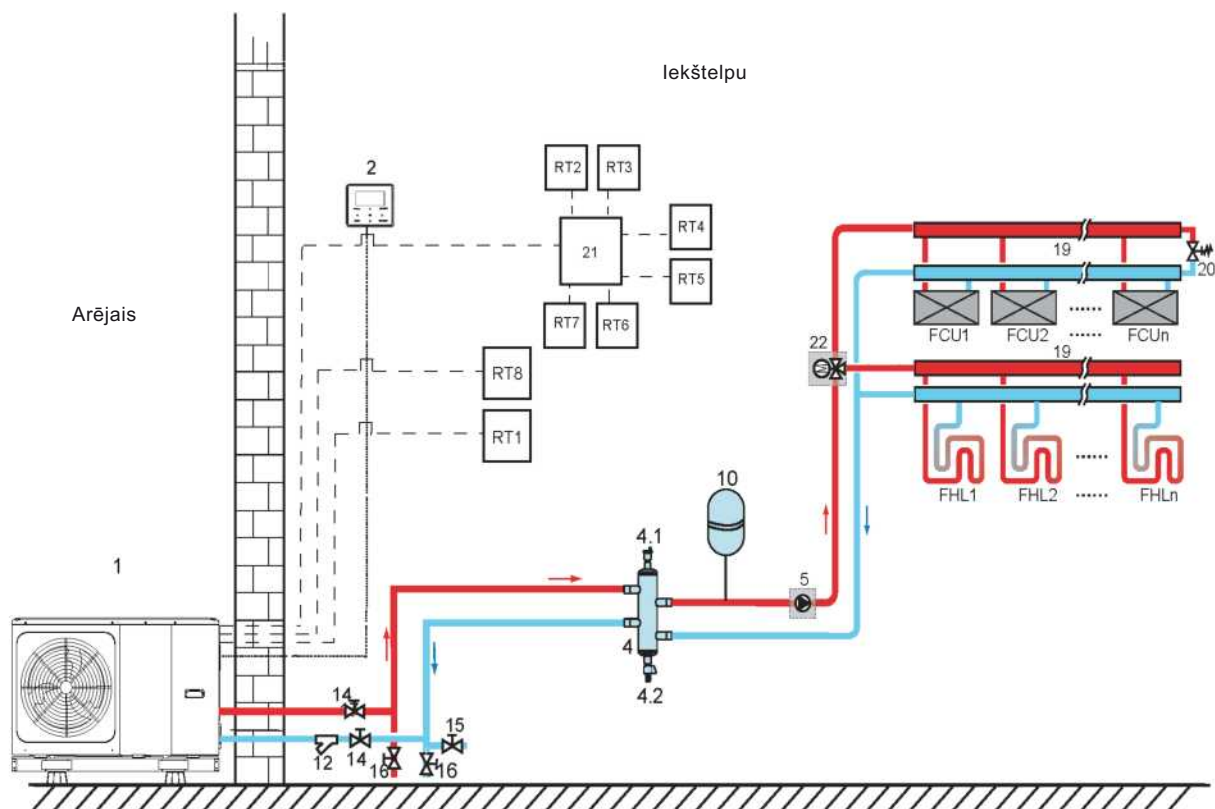 Iekštelpu
Arējais
2
RT2
RT3
RT4
21
RT5
RT7
RT6
RT8
RT1
19
20
FCU1
FCU2
......
......
FCUn
22
19
FHL1
FHL2
......
......
FHLn
10
4.1
5
4
4.2
1
14
15
12
14
16
16